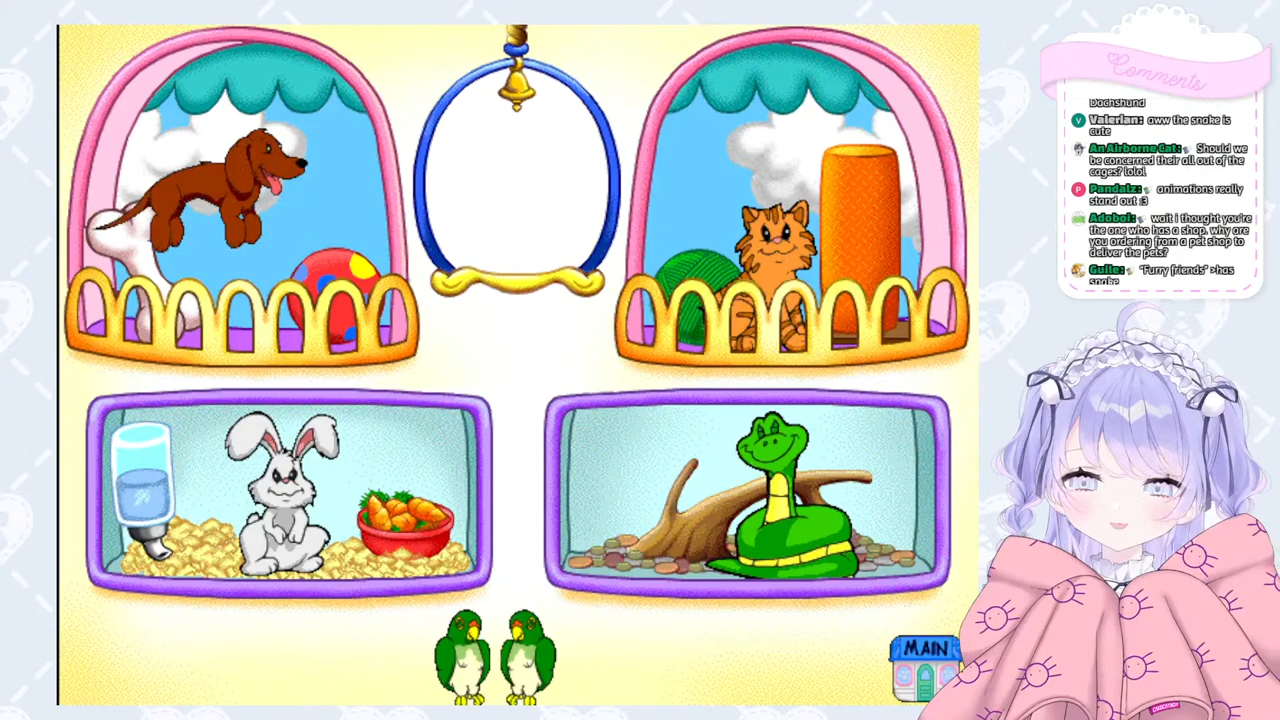 Comments
Dachshund
Valerian: aww the snake is
cute
An Airborne Cat: Should we
be concerned their all out of the
cages? lolol
Pandalz: animations really
stand out :3
Adoboi: wait i thought you're
the one who has a shop. why are
you ordering from a pet shop to
deliver the pets?
Guile: "Furry friends" >has
snake
MAIN